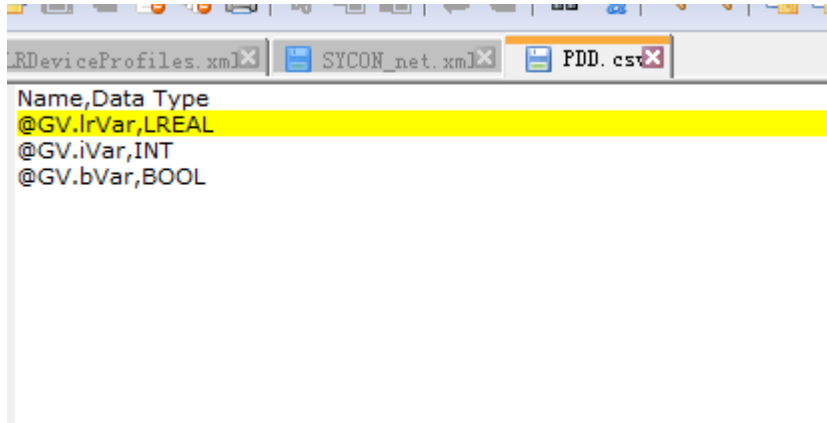 LRDeviceProfiles.xml SYCON_net.xml PDD.csv
Name,Data Type
@GV.lrVar,LREAL
@GV.iVar,INT
@GV.bVar,BOOL